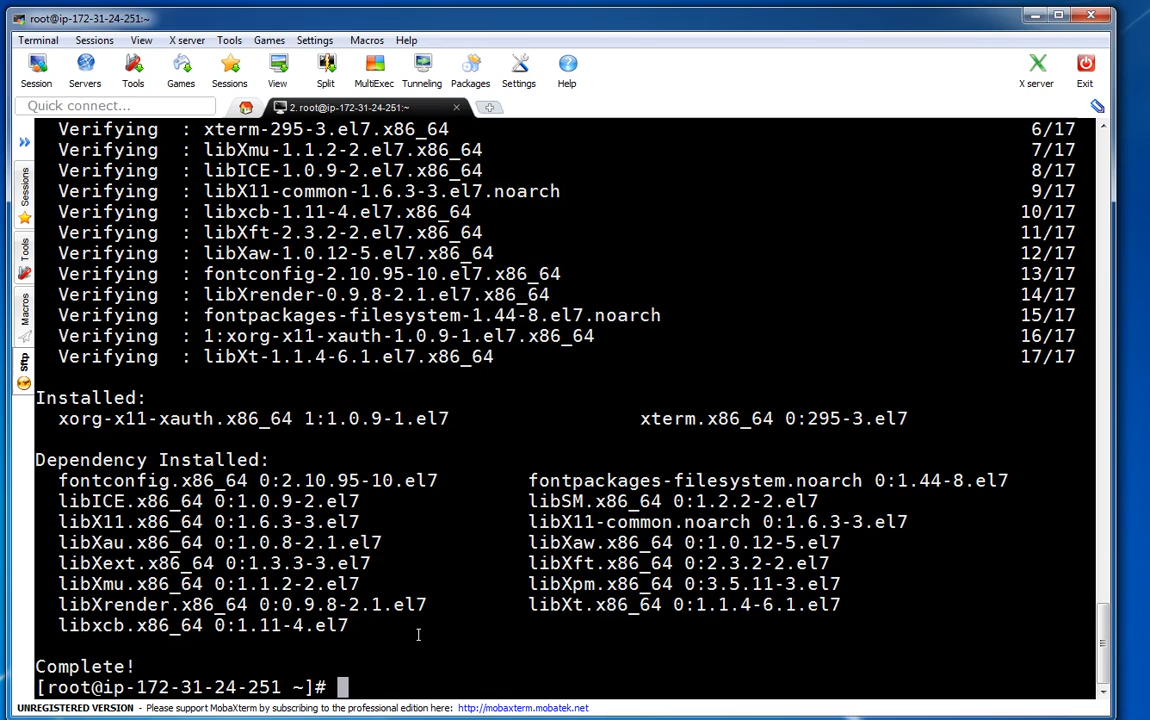 root@ip-172-31-24-251:~
Terminal Sessions View X server Tools Games Settings Macros Help
Session Servers Tools Games Sessions View Split MultiExec Tunneling Packages Settings Help X server Exit
Quick connect... 2. root@ip-172-31-24-251:~
Sessions
Tools
Macros
Sftp
Verifying : xterm-295-3.el7.x86_64 6/17
Verifying : libXmu-1.1.2-2.el7.x86_64 7/17
Verifying : libICE-1.0.9-2.el7.x86_64 8/17
Verifying : libX11-common-1.6.3-3.el7.noarch 9/17
Verifying : libxcb-1.11-4.el7.x86_64 10/17
Verifying : libXft-2.3.2-2.el7.x86_64 11/17
Verifying : libXaw-1.0.12-5.el7.x86_64 12/17
Verifying : fontconfig-2.10.95-10.el7.x86_64 13/17
Verifying : libXrender-0.9.8-2.1.el7.x86_64 14/17
Verifying : fontpackages-filesystem-1.44-8.el7.noarch 15/17
Verifying : 1:xorg-x11-xauth-1.0.9-1.el7.x86_64 16/17
Verifying : libXt-1.1.4-6.1.el7.x86_64 17/17
Installed:
xorg-x11-xauth.x86_64 1:1.0.9-1.el7 xterm.x86_64 0:295-3.el7
Dependency Installed:
fontconfig.x86_64 0:2.10.95-10.el7 fontpackages-filesystem.noarch 0:1.44-8.el7
libICE.x86_64 0:1.0.9-2.el7 libSM.x86_64 0:1.2.2-2.el7
libX11.x86_64 0:1.6.3-3.el7 libX11-common.noarch 0:1.6.3-3.el7
libXau.x86_64 0:1.0.8-2.1.el7 libXaw.x86_64 0:1.0.12-5.el7
libXext.x86_64 0:1.3.3-3.el7 libXft.x86_64 0:2.3.2-2.el7
libXmu.x86_64 0:1.1.2-2.el7 libXpm.x86_64 0:3.5.11-3.el7
libXrender.x86_64 0:0.9.8-2.1.el7 libXt.x86_64 0:1.1.4-6.1.el7
libxcb.x86_64 0:1.11-4.el7
Complete!
[root@ip-172-31-24-251 ~]#
UNREGISTERED VERSION - Please support MobaXterm by subscribing to the professional edition here: http://mobaxterm.mobatek.net